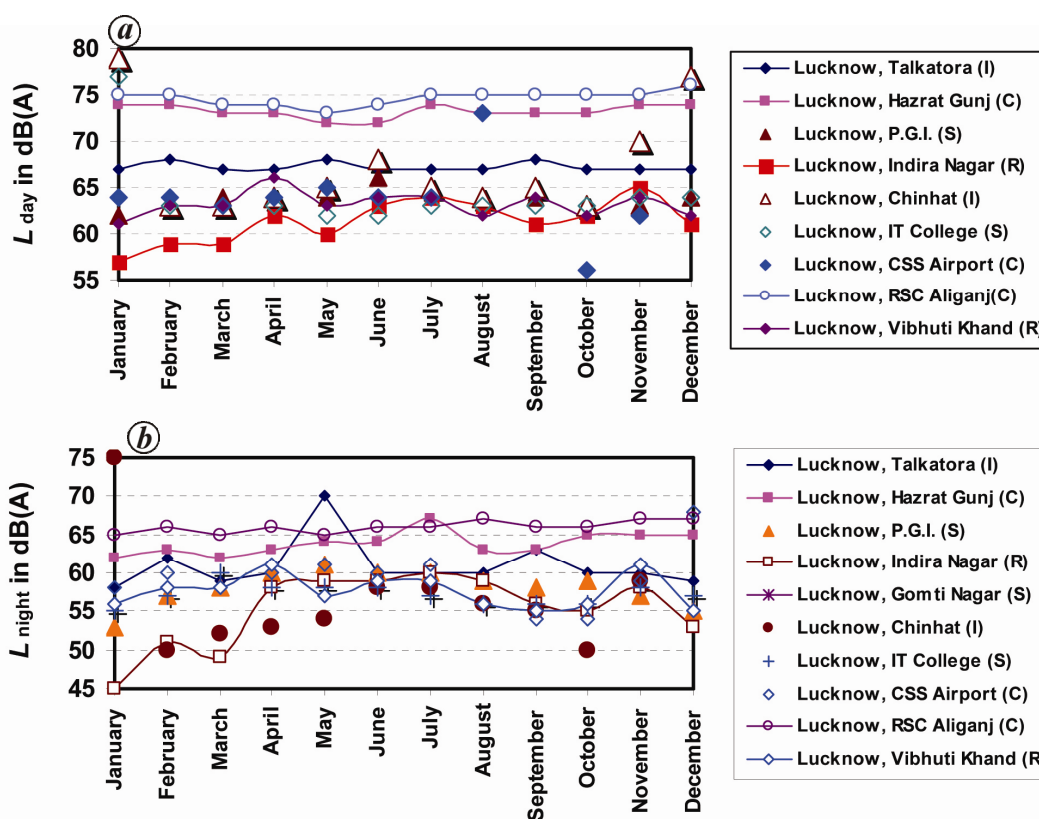 a
80
75
70
65
60
55
L day in dB(A)
January
February
March
April
May
June
July
August
September
October
November
December
Lucknow, Talkatora (I)
Lucknow, Hazrat Gunj (C)
Lucknow, P.G.I. (S)
Lucknow, Indira Nagar (R)
Lucknow, Chinhat (I)
Lucknow, IT College (S)
Lucknow, CSS Airport (C)
Lucknow, RSC Aliganj(C)
Lucknow, Vibhuti Khand (R)
b
75
70
65
60
55
50
45
L night in dB(A)
January
February
March
April
May
June
July
August
September
October
November
December
Lucknow, Talkatora (I)
Lucknow, Hazrat Gunj (C)
Lucknow, P.G.I. (S)
Lucknow, Indira Nagar (R)
Lucknow, Gomti Nagar (S)
Lucknow, Chinhat (I)
Lucknow, IT College (S)
Lucknow, CSS Airport (C)
Lucknow, RSC Aliganj (C)
Lucknow, Vibhuti Khand (R